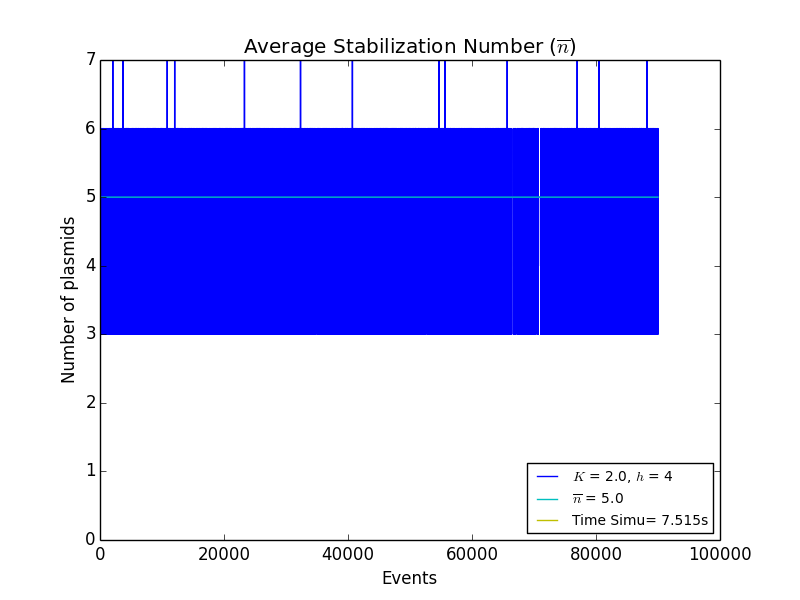 Average Stabilization Number (n̅)
Number of plasmids
7
6
5
4
3
2
1
0
K = 2.0, h = 4
n̅ = 5.0
Time Simu= 7.515s
0 20000 40000 60000 80000 100000
Events